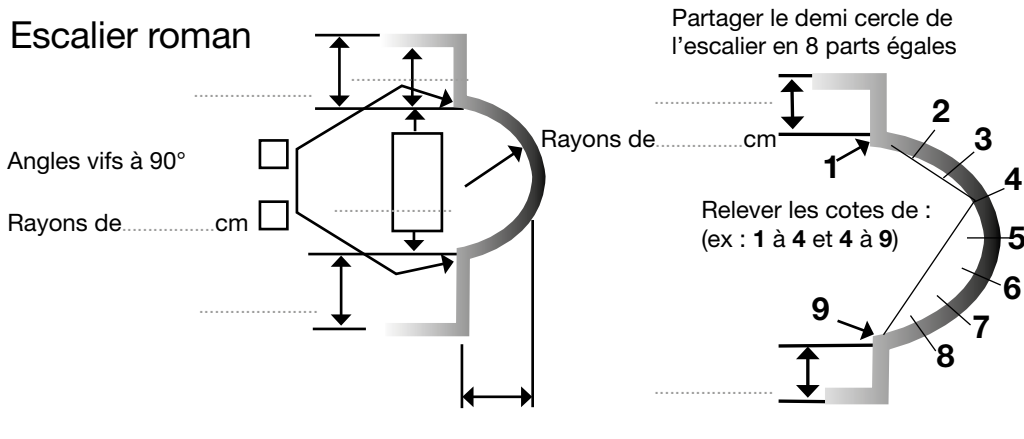 Escalier roman
Angles vifs à 90°
Rayons de...............cm
Rayons de...............cm
Partager le demi cercle de
l'escalier en 8 parts égales
Relever les cotes de :
(ex : 1 à 4 et 4 à 9)
1
2
3
4
5
6
7
8
9